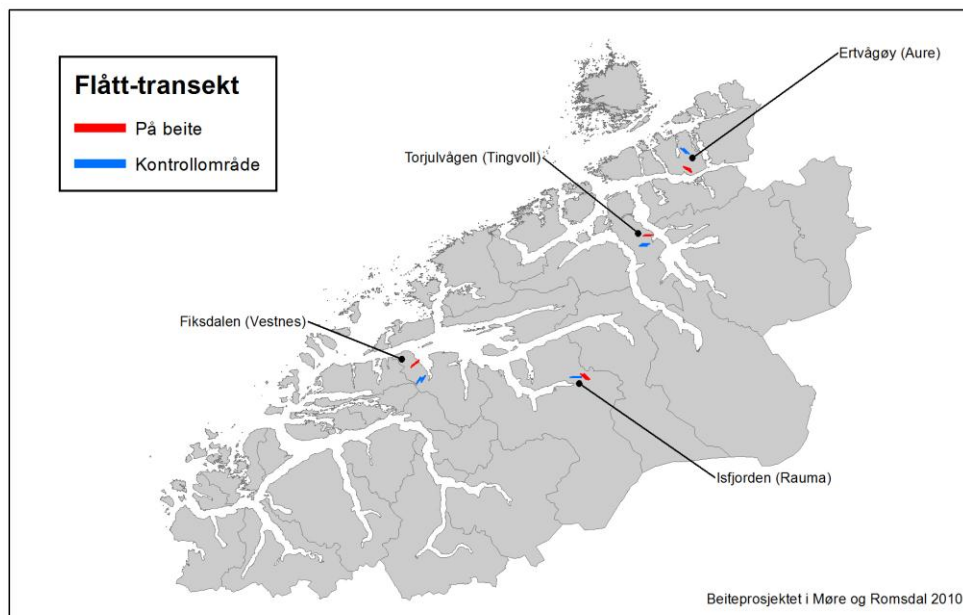 Flått-transekt
På beite
Kontrollområde
Ertvågøy (Aure)
Torjulvågen (Tingvoll)
Fiksdalen (Vestnes)
Isfjorden (Rauma)
Beiteprosjektet i Møre og Romsdal 2010